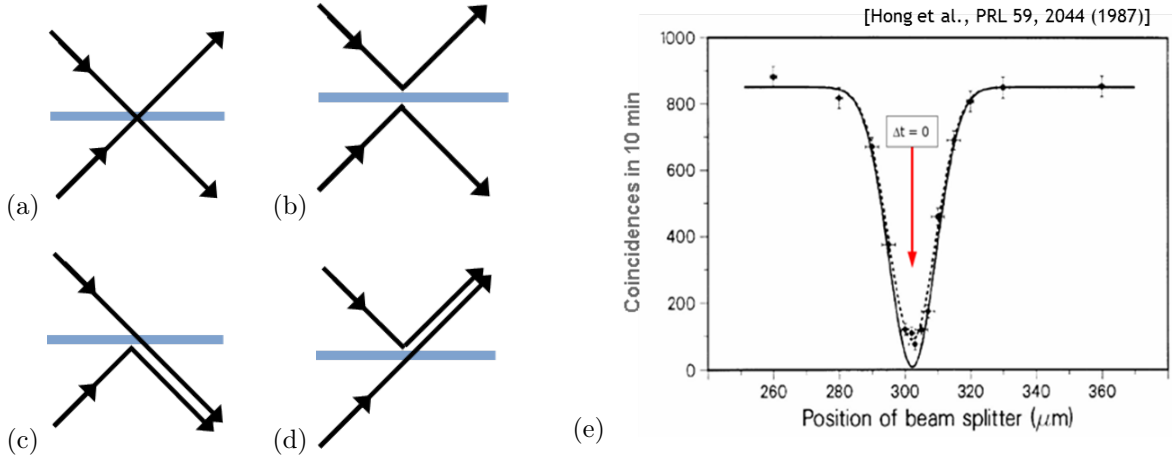 (a)
(b)
(c)
(d)
(e)
[Hong et al., PRL 59, 2044 (1987)]
1000
800
600
400
200
0
Coincidences in 10 min
Δt = 0
260 280 300 320 340 360
Position of beam splitter (μm)